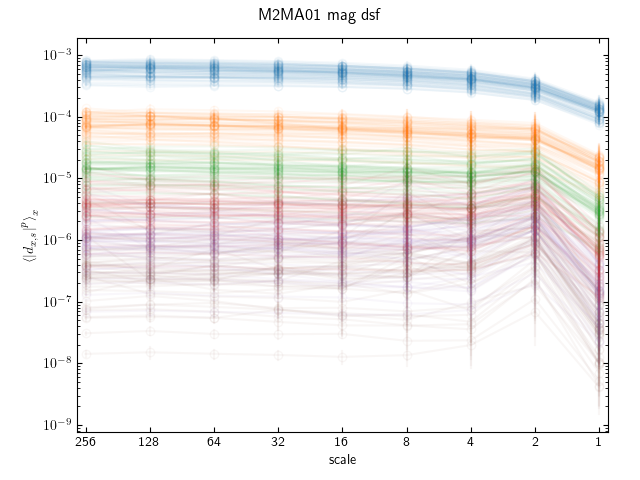 M2MA01 mag dsf
10⁻³
10⁻⁴
10⁻⁵
10⁻⁶
10⁻⁷
10⁻⁸
10⁻⁹
⟨|d_{x,s}|^p⟩_x
256 128 64 32 16 8 4 2 1
scale